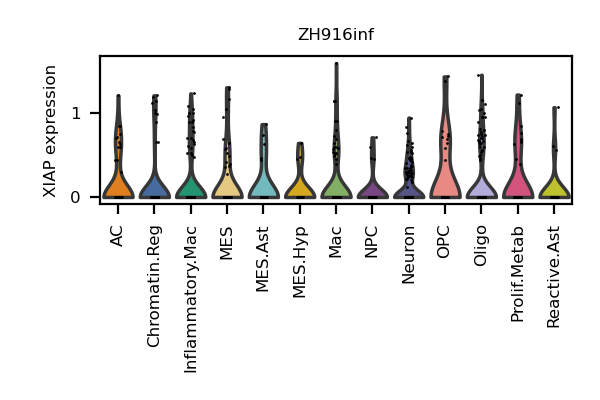 ZH916inf
XIAP expression
1
0
AC
Chromatin.Reg
Inflammatory.Mac
MES
MES.Ast
MES.Hyp
Mac
NPC
Neuron
OPC
Oligo
Prolif.Metab
Reactive.Ast